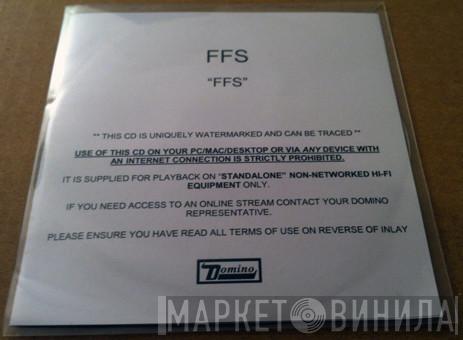 FFS
"FFS"
** THIS CD IS UNIQUELY WATERMARKED AND CAN BE TRACED **
USE OF THIS CD ON YOUR PC/MAC/DESKTOP OR VIA ANY DEVICE WITH
AN INTERNET CONNECTION IS STRICTLY PROHIBITED.
IT IS SUPPLIED FOR PLAYBACK ON "STANDALONE" NON-NETWORKED HI-FI
EQUIPMENT ONLY.
IF YOU NEED ACCESS TO AN ONLINE STREAM CONTACT YOUR DOMINO
REPRESENTATIVE.
PLEASE ENSURE YOU HAVE READ ALL TERMS OF USE ON REVERSE OF INLAY
Domino
МАРКЕТ ВИНИЛА